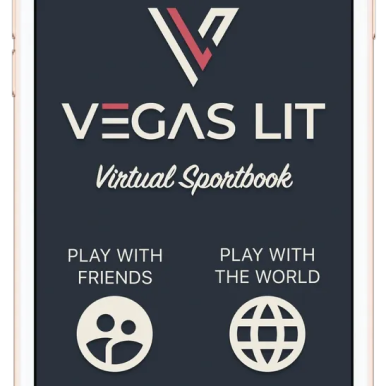 VEGAS LIT
Virtual Sportbook
PLAY WITH
FRIENDS
PLAY WITH
THE WORLD